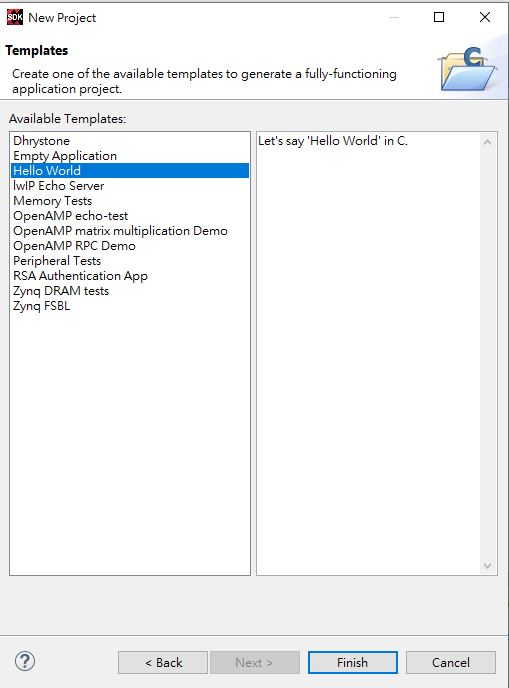 SDK New Project
Templates
Create one of the available templates to generate a fully-functioning
application project.
C
Available Templates:
Dhrystone
Empty Application
Hello World
lwIP Echo Server
Memory Tests
OpenAMP echo-test
OpenAMP matrix multiplication Demo
OpenAMP RPC Demo
Peripheral Tests
RSA Authentication App
Zynq DRAM tests
Zynq FSBL
Let's say 'Hello World' in C.
? < Back Next > Finish Cancel